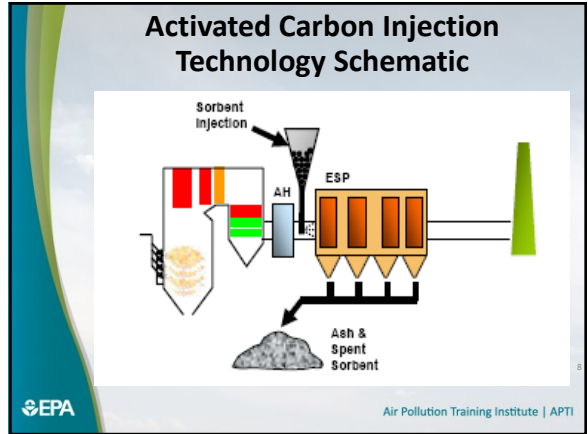 Activated Carbon Injection
Technology Schematic
Sorbent
Injection
AH
ESP
Ash &
Spent
Sorbent
8
EPA
Air Pollution Training Institute | APTI